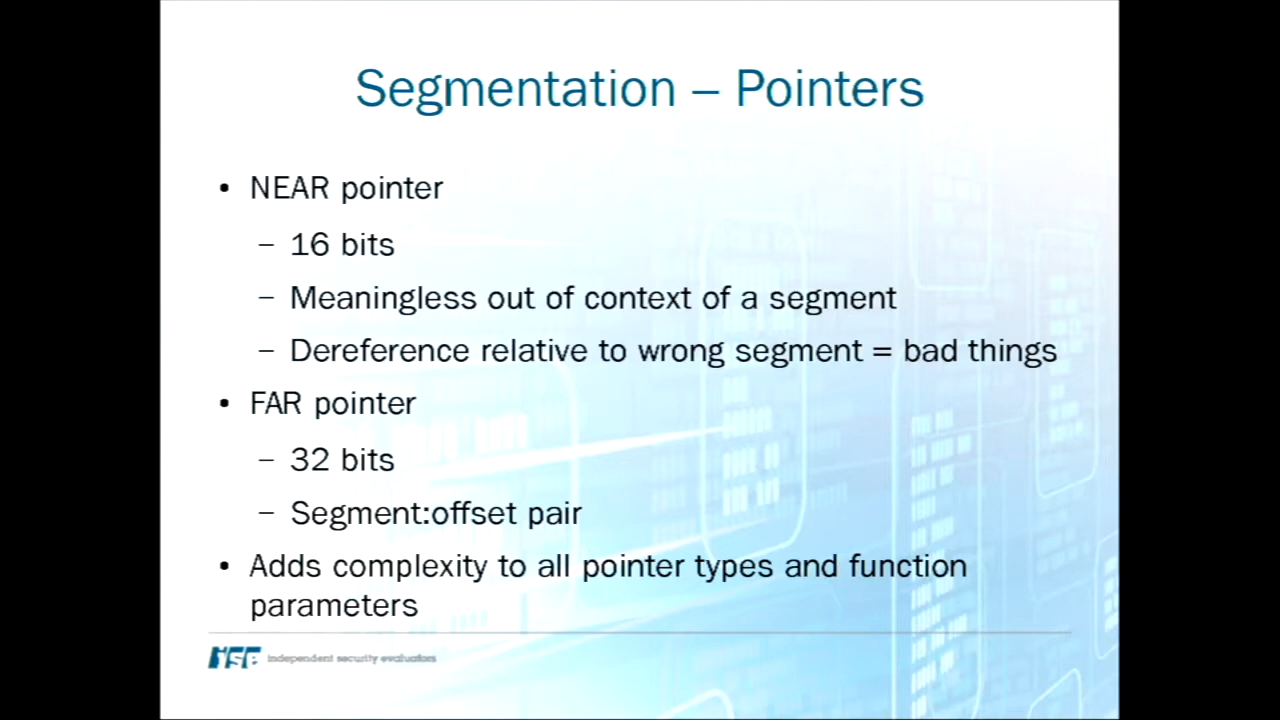 Segmentation – Pointers
• NEAR pointer
– 16 bits
– Meaningless out of context of a segment
– Dereference relative to wrong segment = bad things
• FAR pointer
– 32 bits
– Segment:offset pair
• Adds complexity to all pointer types and function
parameters
ise independent security evaluators